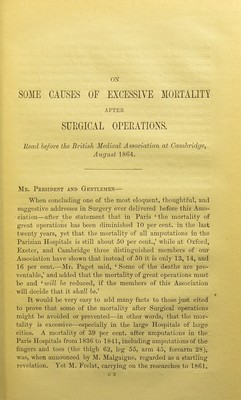 ON
SOME CAUSES OF EXCESSIVE MORTALITY
AFTER
SURGICAL OPERATIONS.
Read before the British Medical Association at Cambridge,
August 1864.
MR. PRESIDENT AND GENTLEMEN—
When concluding one of the most eloquent, thoughtful, and
suggestive addresses in Surgery ever delivered before this Asso-
ciation—after the statement that in Paris ‘the mortality of
great operations has been diminished 10 per cent. in the last
twenty years, yet that the mortality of all amputations in the
Parisian Hospitals is still about 50 per cent.,’ while at Oxford,
Exeter, and Cambridge three distinguished members of our
Association have shown that instead of 50 it is only 13, 14, and
16 per cent.—Mr. Paget said, ‘Some of the deaths are pre-
ventable,’ and added that the mortality of great operations must
be and ‘will be reduced, if the members of this Association
will decide that it shall be.’
It would be very easy to add many facts to those just cited
to prove that some of the mortality after Surgical operations
might be avoided or prevented—in other words, that the mor-
tality is excessive—especially in the large Hospitals of large
cities. A mortality of 39 per cent. after amputations in the
Paris Hospitals from 1836 to 1841, including amputations of the
fingers and toes (the thigh 62, leg 55, arm 45, forearm 28),
was, when announced by M. Malgaigne, regarded as a startling
revelation. Yet M. Trélat, carrying on the researches to 1861,